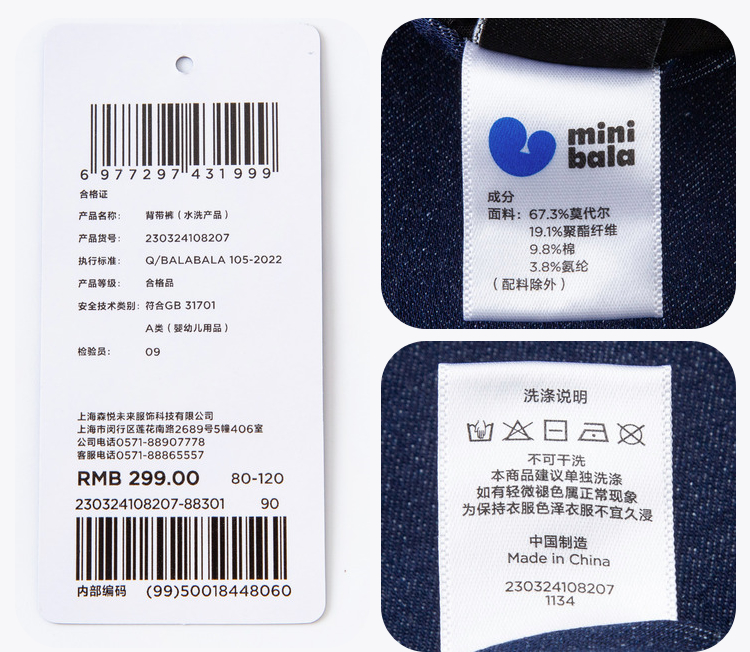 6 977297 431999
合格证
产品名称: 背带裤（水洗产品）
产品货号: 230324108207
执行标准: Q/BALABALA 105-2022
产品等级: 合格品
安全技术类别: 符合GB 31701
A类（婴幼儿用品）
检验员: 09
上海森悦未来服饰科技有限公司
上海市闵行区莲花南路2689号5幢406室
公司电话0571-88907778
客服电话0571-88865557
RMB 299.00 80-120
230324108207-88301 90
内部编码 (99)50018448060
mini
bala
成分
面料: 67.3%莫代尔
19.1%聚酯纤维
9.8%棉
3.8%氨纶
（配料除外）
洗涤说明
不可干洗
本商品建议单独洗涤
如有轻微褪色属正常现象
为保持衣服色泽衣服不宜久浸
中国制造
Made in China
230324108207
1134